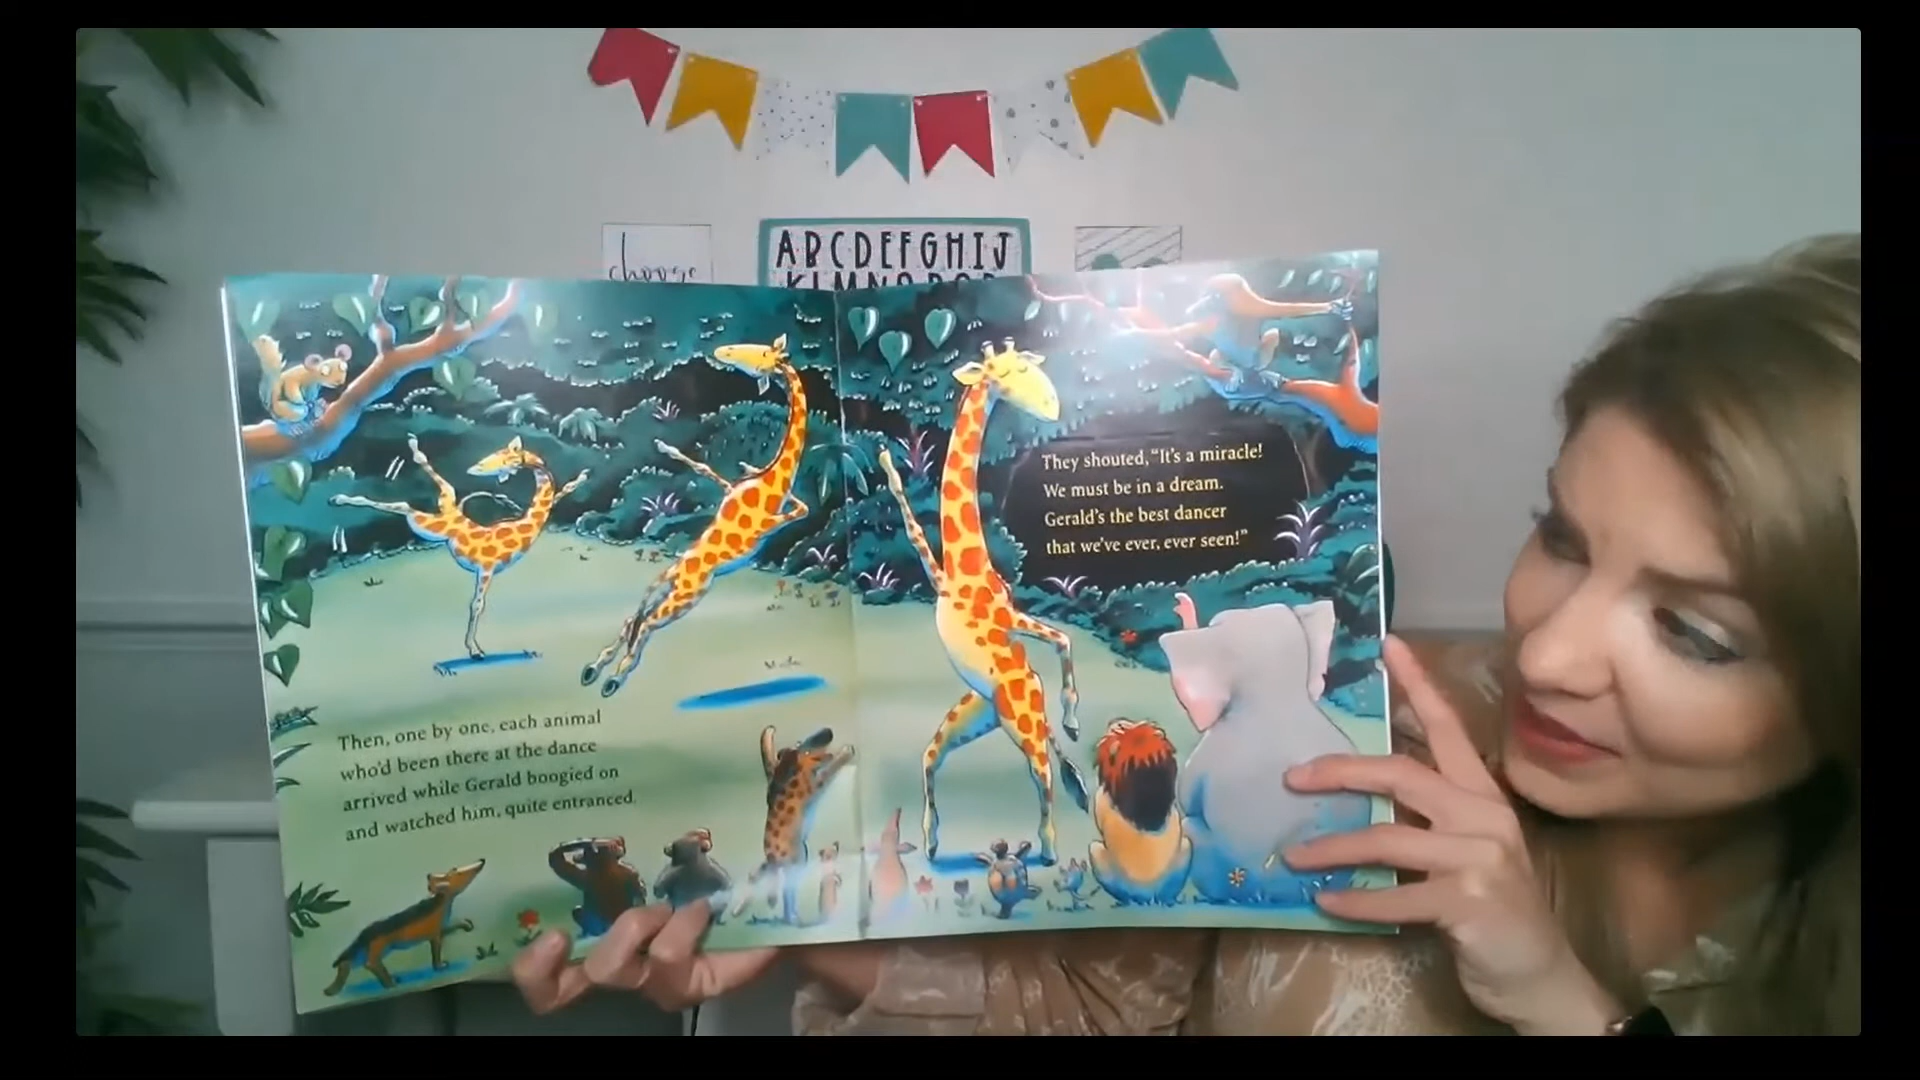 choose
ABCDEFGHIJ
KLMNOPQR
Then, one by one, each animal
who'd been there at the dance
arrived while Gerald boogied on
and watched him, quite entranced.
They shouted, “It's a miracle!
We must be in a dream.
Gerald's the best dancer
that we've ever, ever seen!”